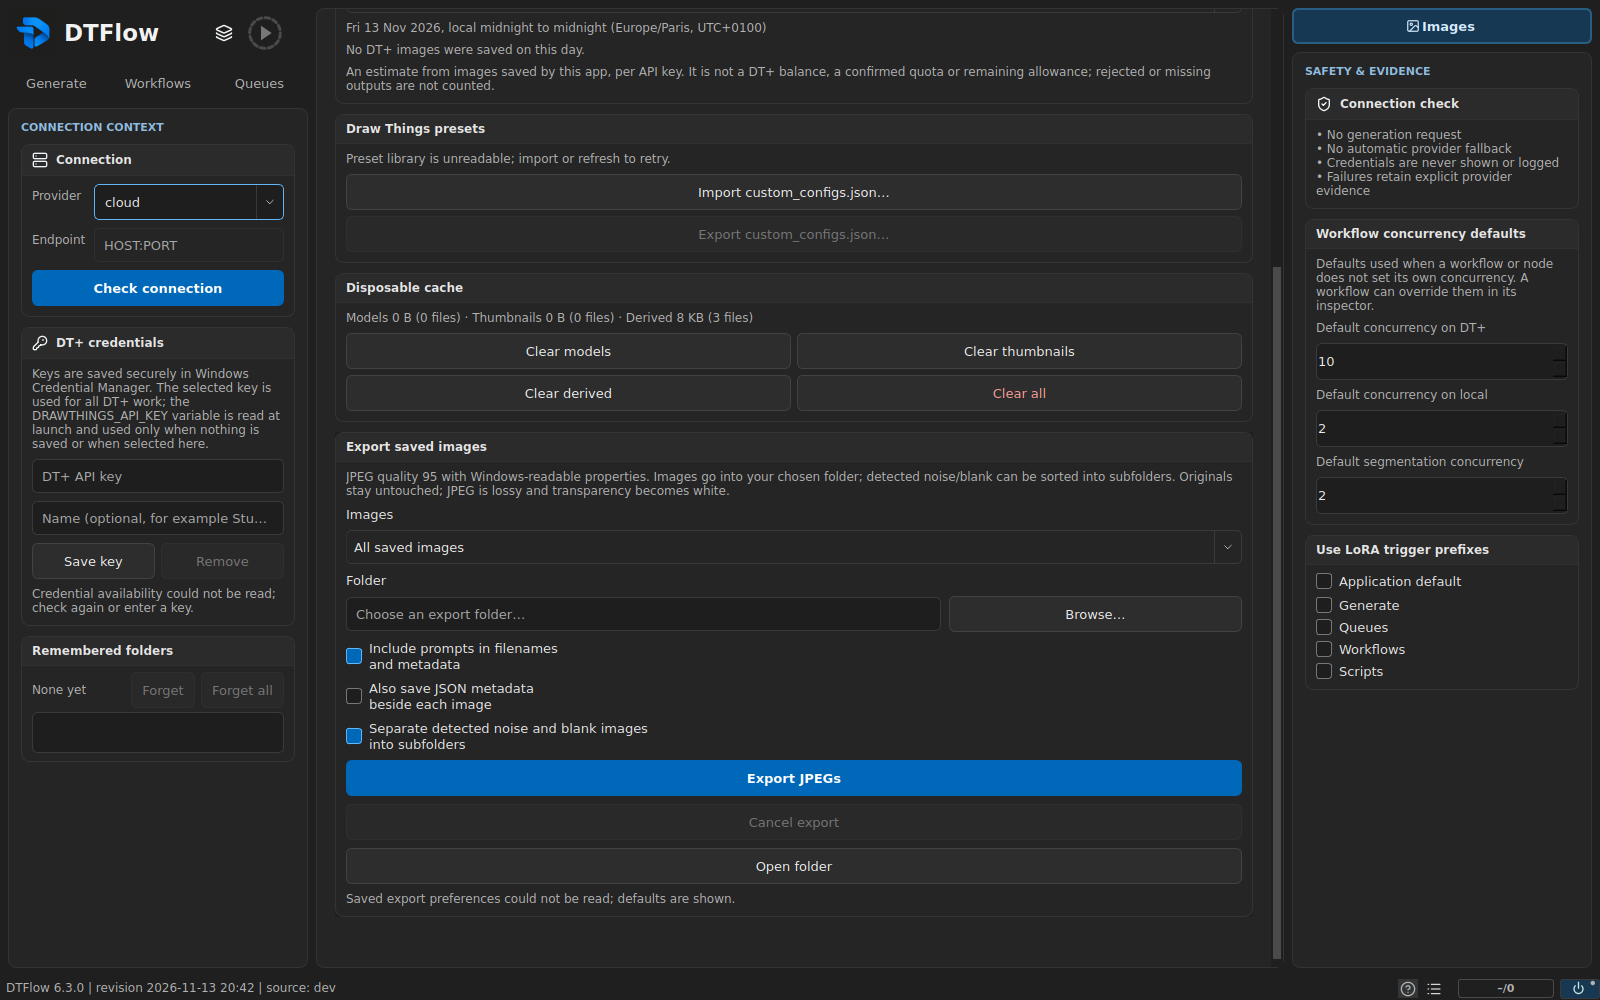 DTFlow
Generate
Workflows
Queues
CONNECTION CONTEXT
Connection
Provider
cloud
Endpoint
HOST:PORT
Check connection
DT+ credentials
Keys are saved securely in Windows
Credential Manager. The selected key is
used for all DT+ work; the
DRAWTHINGS_API_KEY variable is read at
launch and used only when nothing is
saved or when selected here.
DT+ API key
Name (optional, for example Stu...
Save key
Remove
Credential availability could not be read;
check again or enter a key.
Remembered folders
None yet
Forget
Forget all
Fri 13 Nov 2026, local midnight to midnight (Europe/Paris, UTC+0100)
No DT+ images were saved on this day.
An estimate from images saved by this app, per API key. It is not a DT+ balance, a confirmed quota or remaining allowance; rejected or missing
outputs are not counted.
Draw Things presets
Preset library is unreadable; import or refresh to retry.
Import custom_configs.json...
Export custom_configs.json...
Disposable cache
Models 0 B (0 files) · Thumbnails 0 B (0 files) · Derived 8 KB (3 files)
Clear models
Clear thumbnails
Clear derived
Clear all
Export saved images
JPEG quality 95 with Windows-readable properties. Images go into your chosen folder; detected noise/blank can be sorted into subfolders. Originals
stay untouched; JPEG is lossy and transparency becomes white.
Images
All saved images
Folder
Choose an export folder...
Browse...
Include prompts in filenames
and metadata
Also save JSON metadata
beside each image
Separate detected noise and blank images
into subfolders
Export JPEGs
Cancel export
Open folder
Saved export preferences could not be read; defaults are shown.
Images
SAFETY & EVIDENCE
Connection check
• No generation request
• No automatic provider fallback
• Credentials are never shown or logged
• Failures retain explicit provider
evidence
Workflow concurrency defaults
Defaults used when a workflow or node
does not set its own concurrency. A
workflow can override them in its
inspector.
Default concurrency on DT+
10
Default concurrency on local
2
Default segmentation concurrency
2
Use LoRA trigger prefixes
Application default
Generate
Queues
Workflows
Scripts
DTFlow 6.3.0 | revision 2026-11-13 20:42 | source: dev
–/0